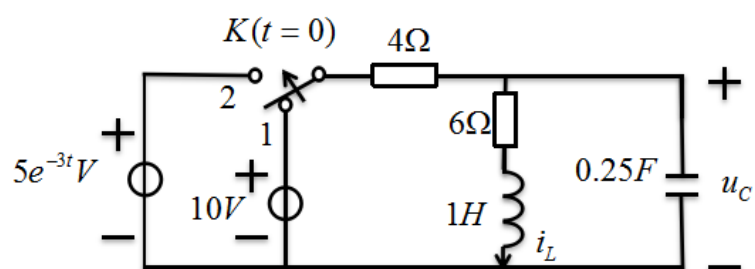 K(t = 0)
4Ω
2
+
1
6Ω
+
5e^{-3t}V
+
10V
0.25F
u_C
1H
i_L
−
−
−